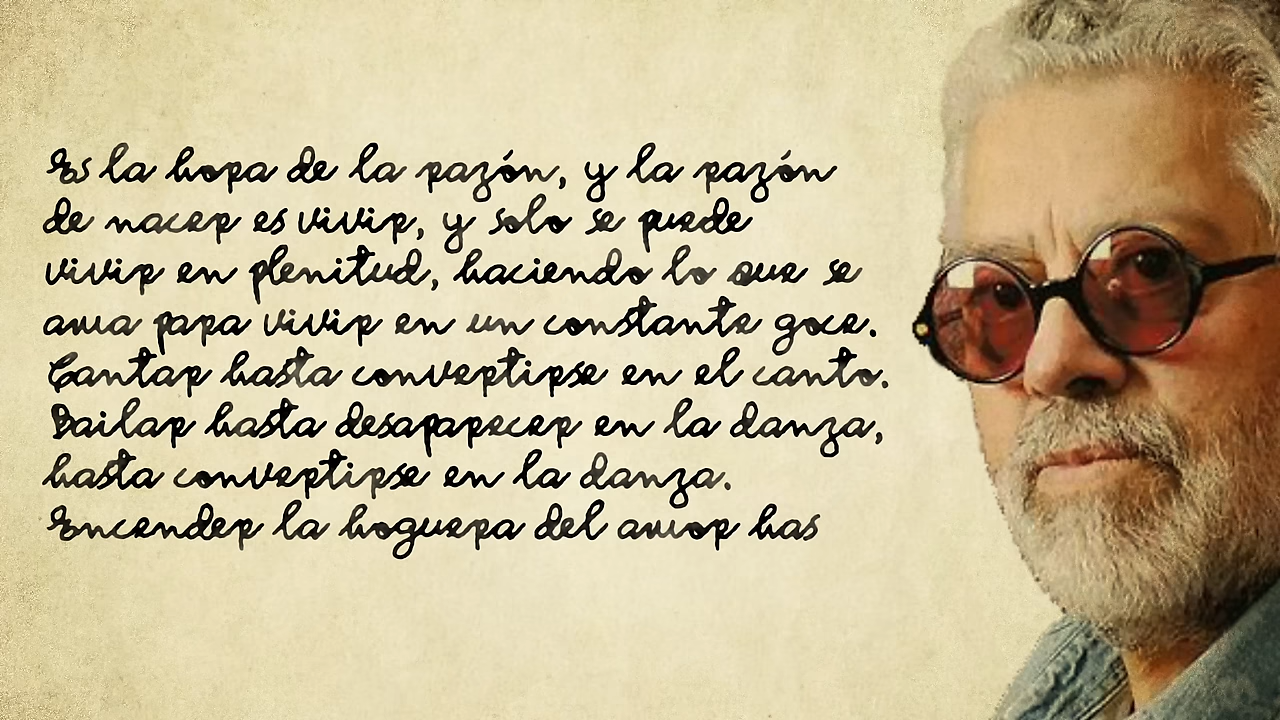 Es la hora de la razón, y la razón
de nacer es vivir, y solo se puede
vivir en plenitud, haciendo lo que se
ama para vivir en un constante goce.
Cantar hasta convertirse en el canto.
Bailar hasta desaparecer en la danza,
hasta convertirse en la danza.
Encender la hoguera del amor has